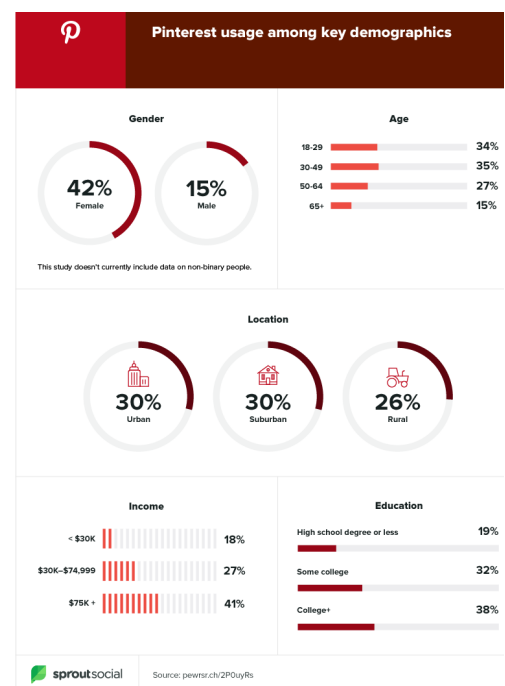 Pinterest usage among key demographics
Gender
42%
Female
15%
Male
This study doesn't currently include data on non-binary people.
Age
18-29 34%
30-49 35%
50-64 27%
65+ 15%
Location
30%
Urban
30%
Suburban
26%
Rural
Income
< $30K 18%
$30K–$74,999 27%
$75K + 41%
Education
High school degree or less 19%
Some college 32%
College+ 38%
sproutsocial
Source: pewrsr.ch/2P0uyRs